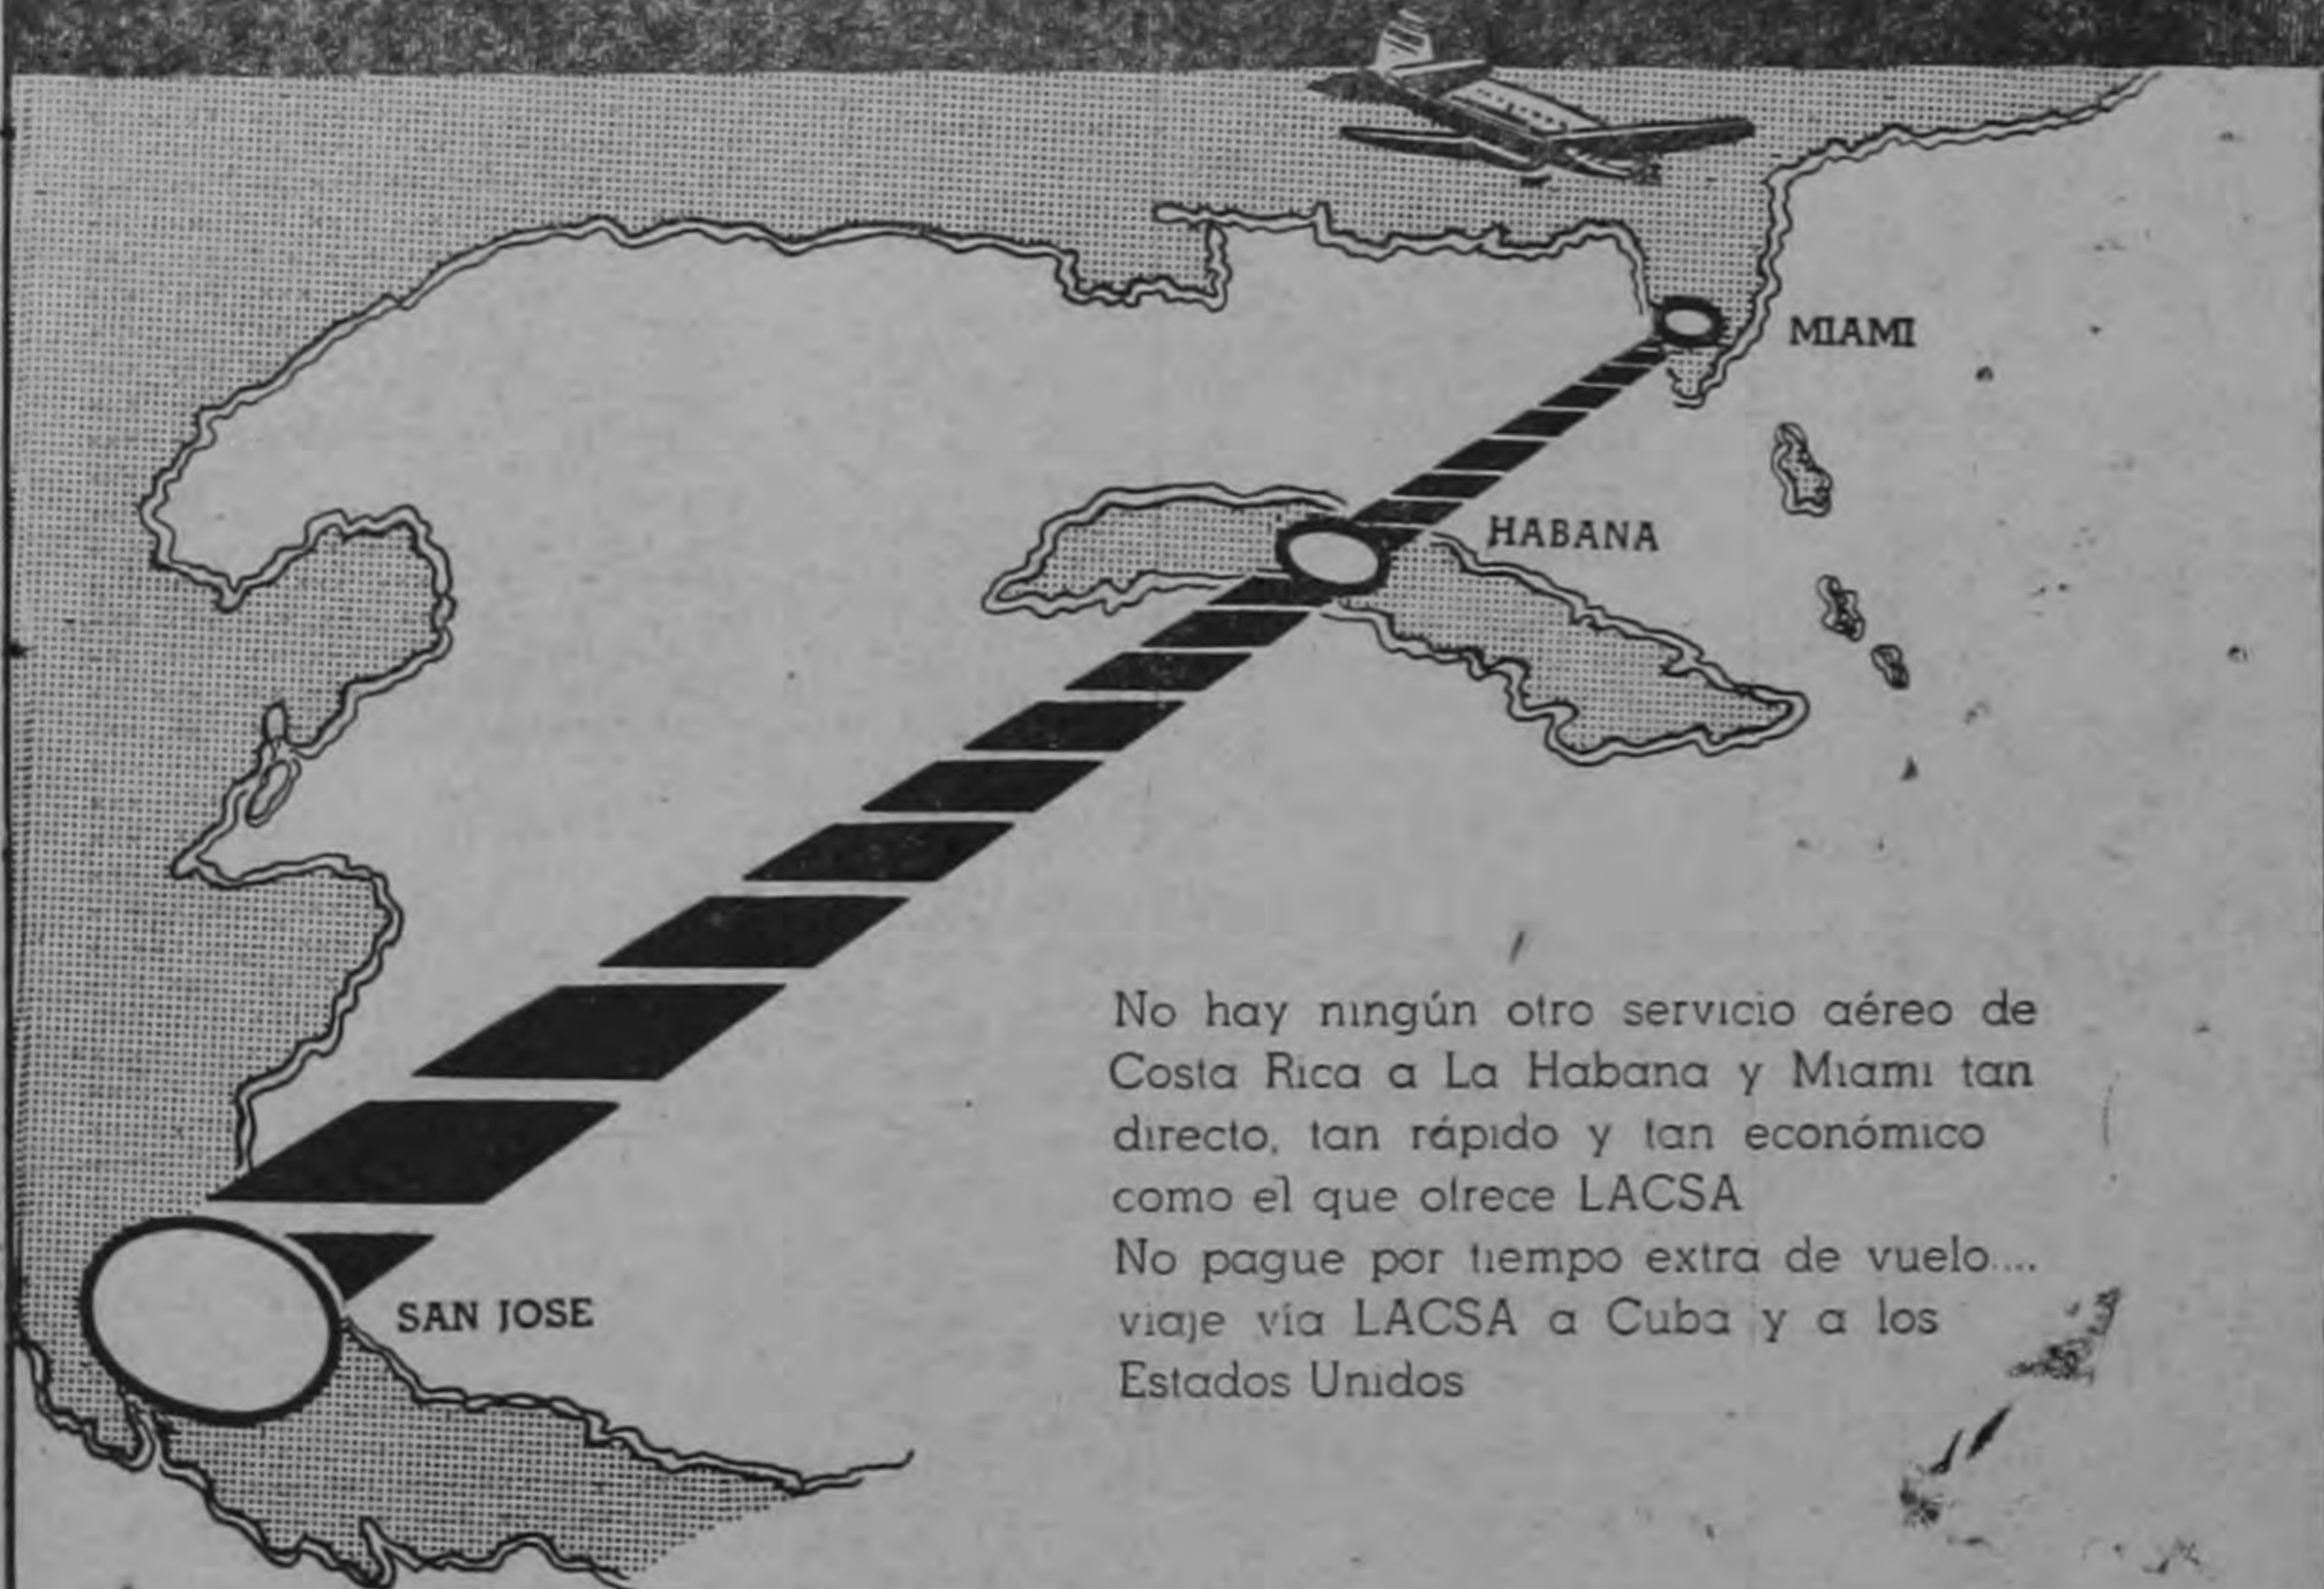 MIAMI
HABANA
SAN JOSE
No hay ningún otro servicio aéreo de
Costa Rica a La Habana y Miami tan
directo, tan rápido y tan económico
como el que ofrece LACSA
No pague por tiempo extra de vuelo....
viaje vía LACSA a Cuba y a los
Estados Unidos